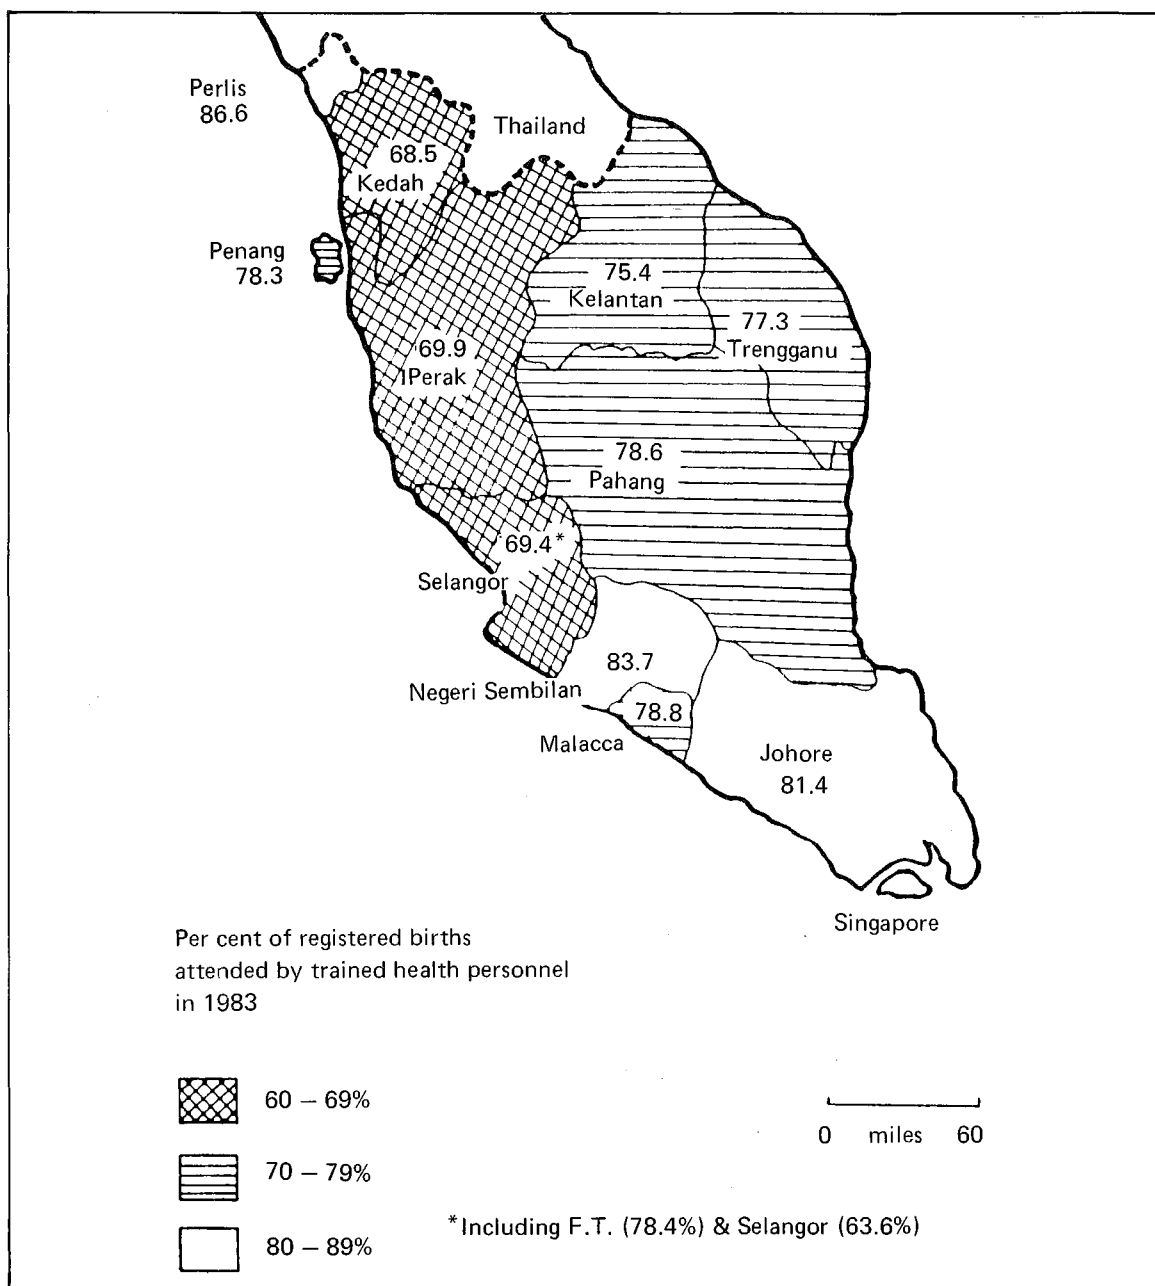 Perlis
86.6
Thailand
68.5
Kedah
Penang
78.3
75.4
Kelantan
77.3
Trengganu
69.9
Perak
78.6
Pahang
69.4*
Selangor
83.7
Negeri Sembilan
78.8
Malacca
Johore
81.4
Singapore
Per cent of registered births
attended by trained health personnel
in 1983
60 – 69%
70 – 79%
80 – 89%
0 miles 60
*Including F.T. (78.4%) & Selangor (63.6%)